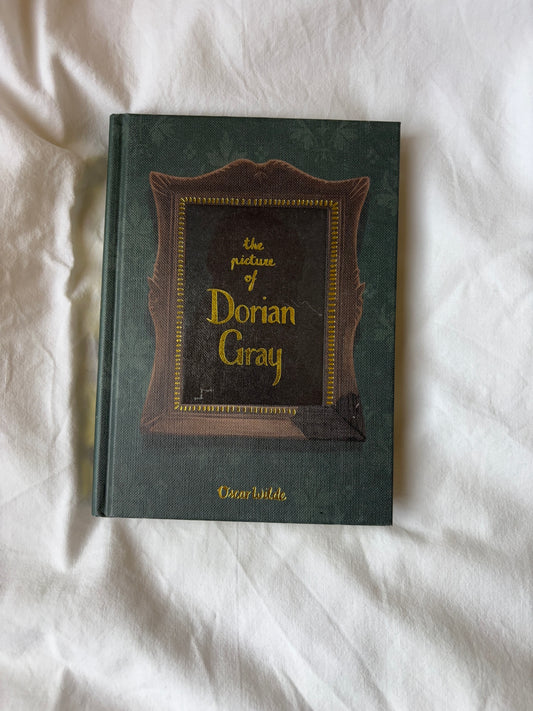 the
picture
of
Dorian
Gray
Oscar Wilde